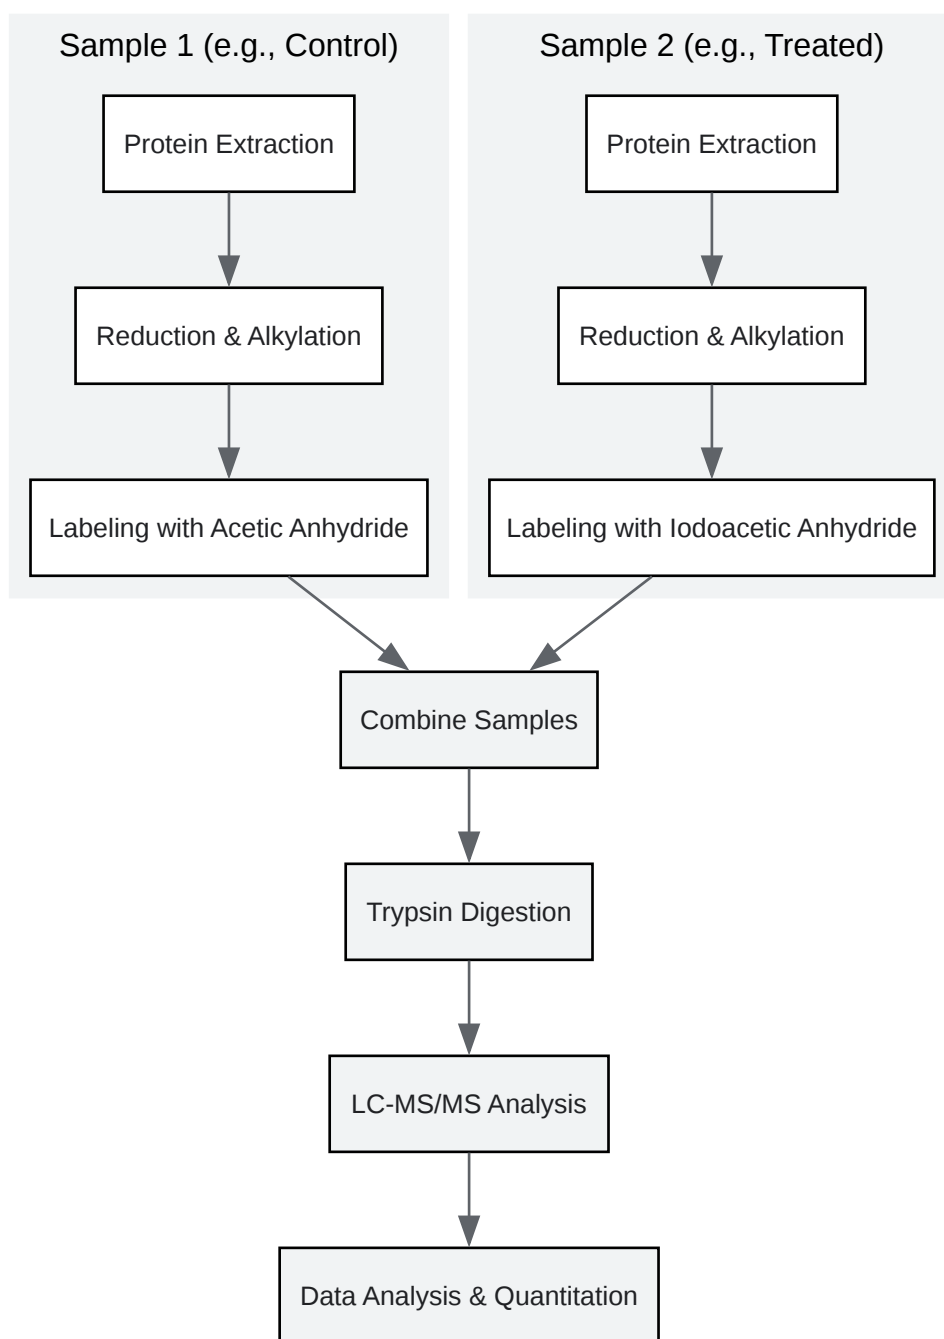 Sample 1 (e.g., Control)
Sample 2 (e.g., Treated)
Protein Extraction
Protein Extraction
Reduction & Alkylation
Reduction & Alkylation
Labeling with Acetic Anhydride
Labeling with Iodoacetic Anhydride
Combine Samples
Trypsin Digestion
LC-MS/MS Analysis
Data Analysis & Quantitation